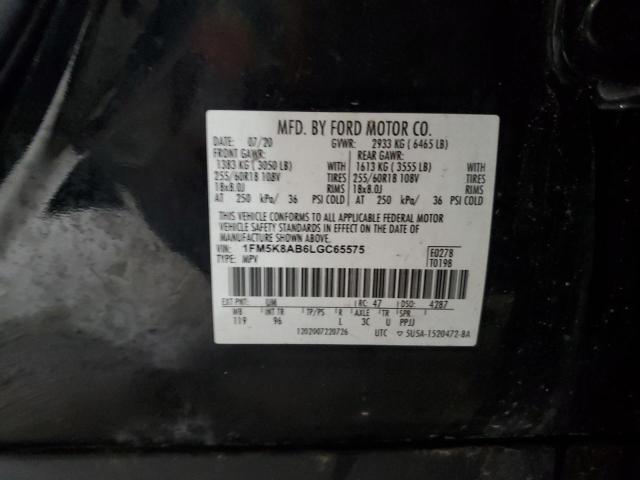 MFD. BY FORD MOTOR CO.
DATE: 07/20 GVWR: 2933 KG ( 6465 LB)
FRONT GAWR: REAR GAWR:
1383 KG ( 3050 LB) WITH 1613 KG ( 3555 LB) WITH
255/60R18 108V TIRES 255/60R18 108V TIRES
18x8.0J RIMS 18x8.0J RIMS
AT 250 kPa/ 36 PSI COLD AT 250 kPa/ 36 PSI COLD
THIS VEHICLE CONFORMS TO ALL APPLICABLE FEDERAL MOTOR
VEHICLE SAFETY STANDARDS IN EFFECT ON THE DATE OF
MANUFACTURE SHOWN ABOVE.
VIN: 1FM5K8AB6LGC65575
TYPE: MPV
E0278
T0198
EXT PNT: UM RC: 47 DSO: 4287
WB INT TR TP/PS R AXLE TR SPR
119 96 L 3C U PPJJ
1202007220726 UTC 5U5A-1520472-BA